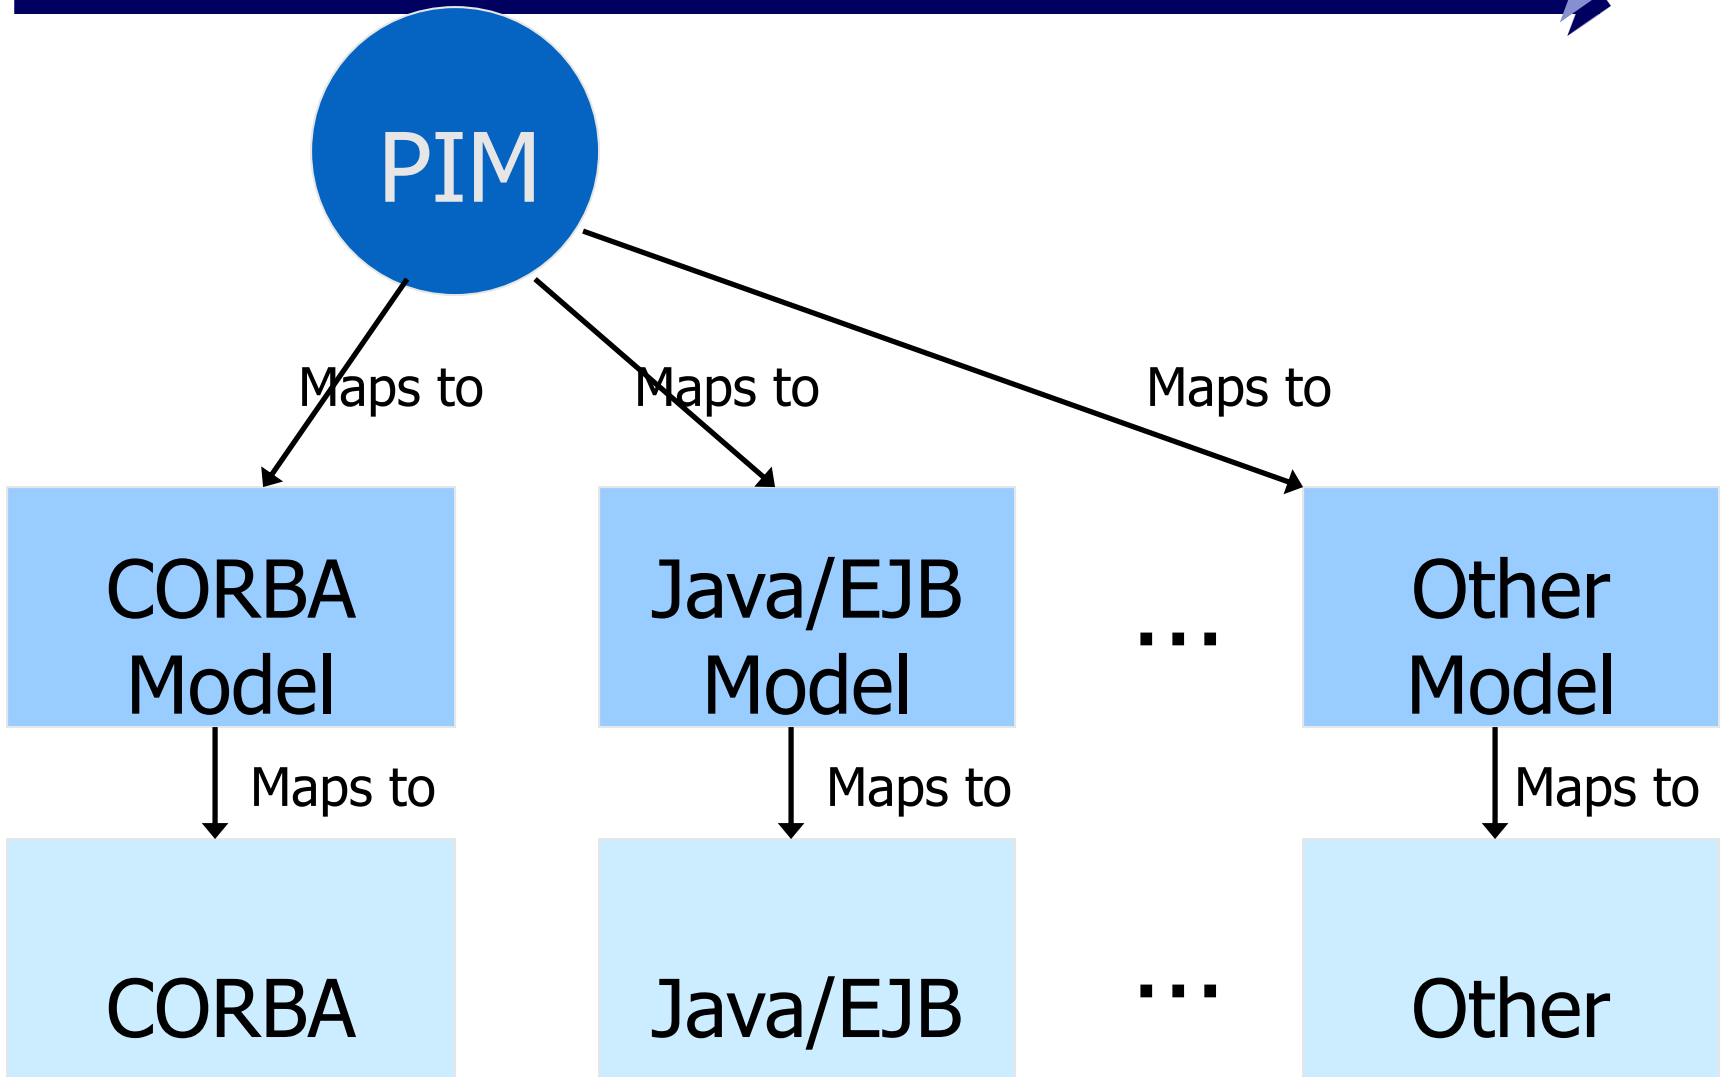 PIM
Maps to
Maps to
Maps to
CORBA
Model
Java/EJB
Model
...
Other
Model
Maps to
Maps to
Maps to
CORBA
Java/EJB
...
Other